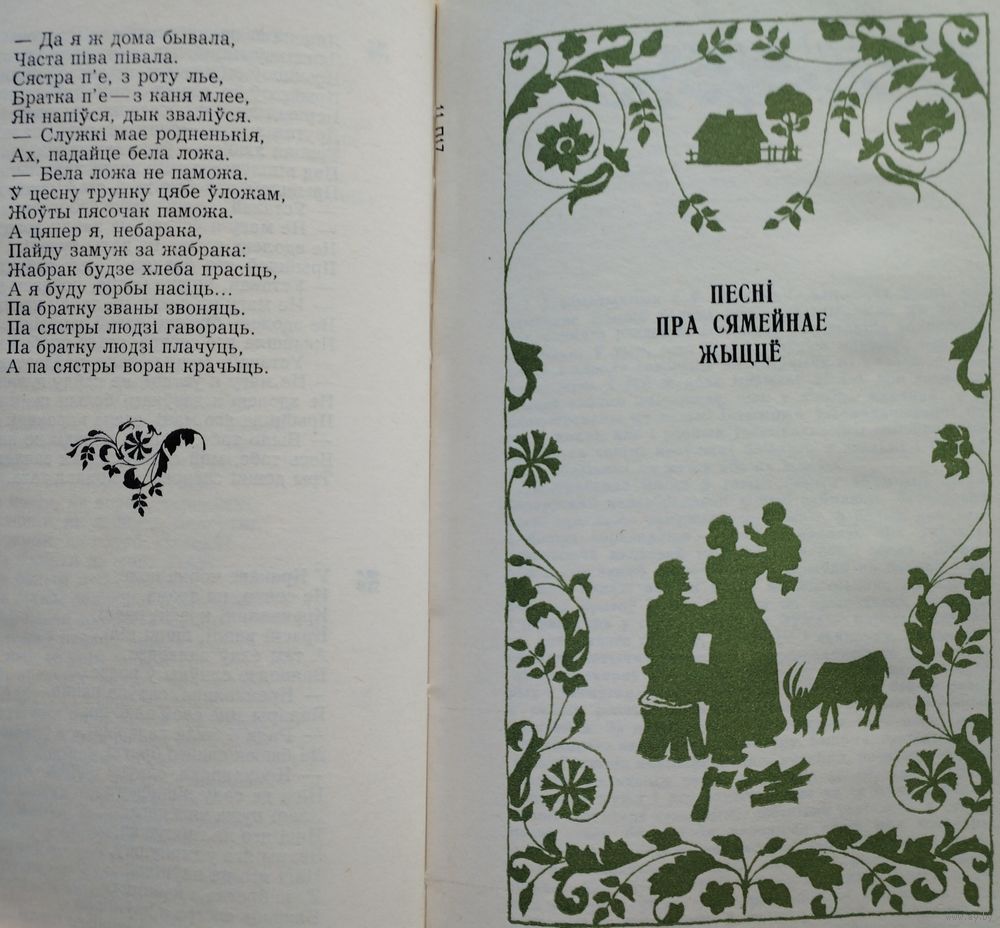 — Да я ж дома бывала,
Часта піва півала.
Сястра п'е, з роту лье,
Братка п'е — з каня млее,
Як напіўся, дык зваліўся.
— Служкі мае родненькія,
Ах, падайце бела ложа.
— Бела ложа не паможа.
Ў цесну трунку цябе ўложам,
Жоўты пясочак паможа.
А цяпер я, небарака,
Пайду замуж за жабрака:
Жабрак будзе хлеба прасіць,
А я буду торбы насіць...
Па братку званы звоняць.
Па сястры людзі гавораць.
Па братку людзі плачуць,
А па сястры воран крачыць.
ПЕСНІ
ПРА СЯМЕЙНАЕ
ЖЫЦЦЁ